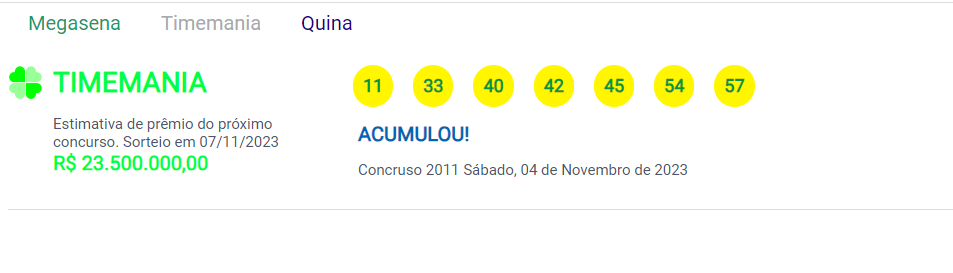 Megasena Timemania Quina
TIMEMANIA
Estimativa de prêmio do próximo
concurso. Sorteio em 07/11/2023
R$ 23.500.000,00
11 33 40 42 45 54 57
ACUMULOU!
Concruso 2011 Sábado, 04 de Novembro de 2023